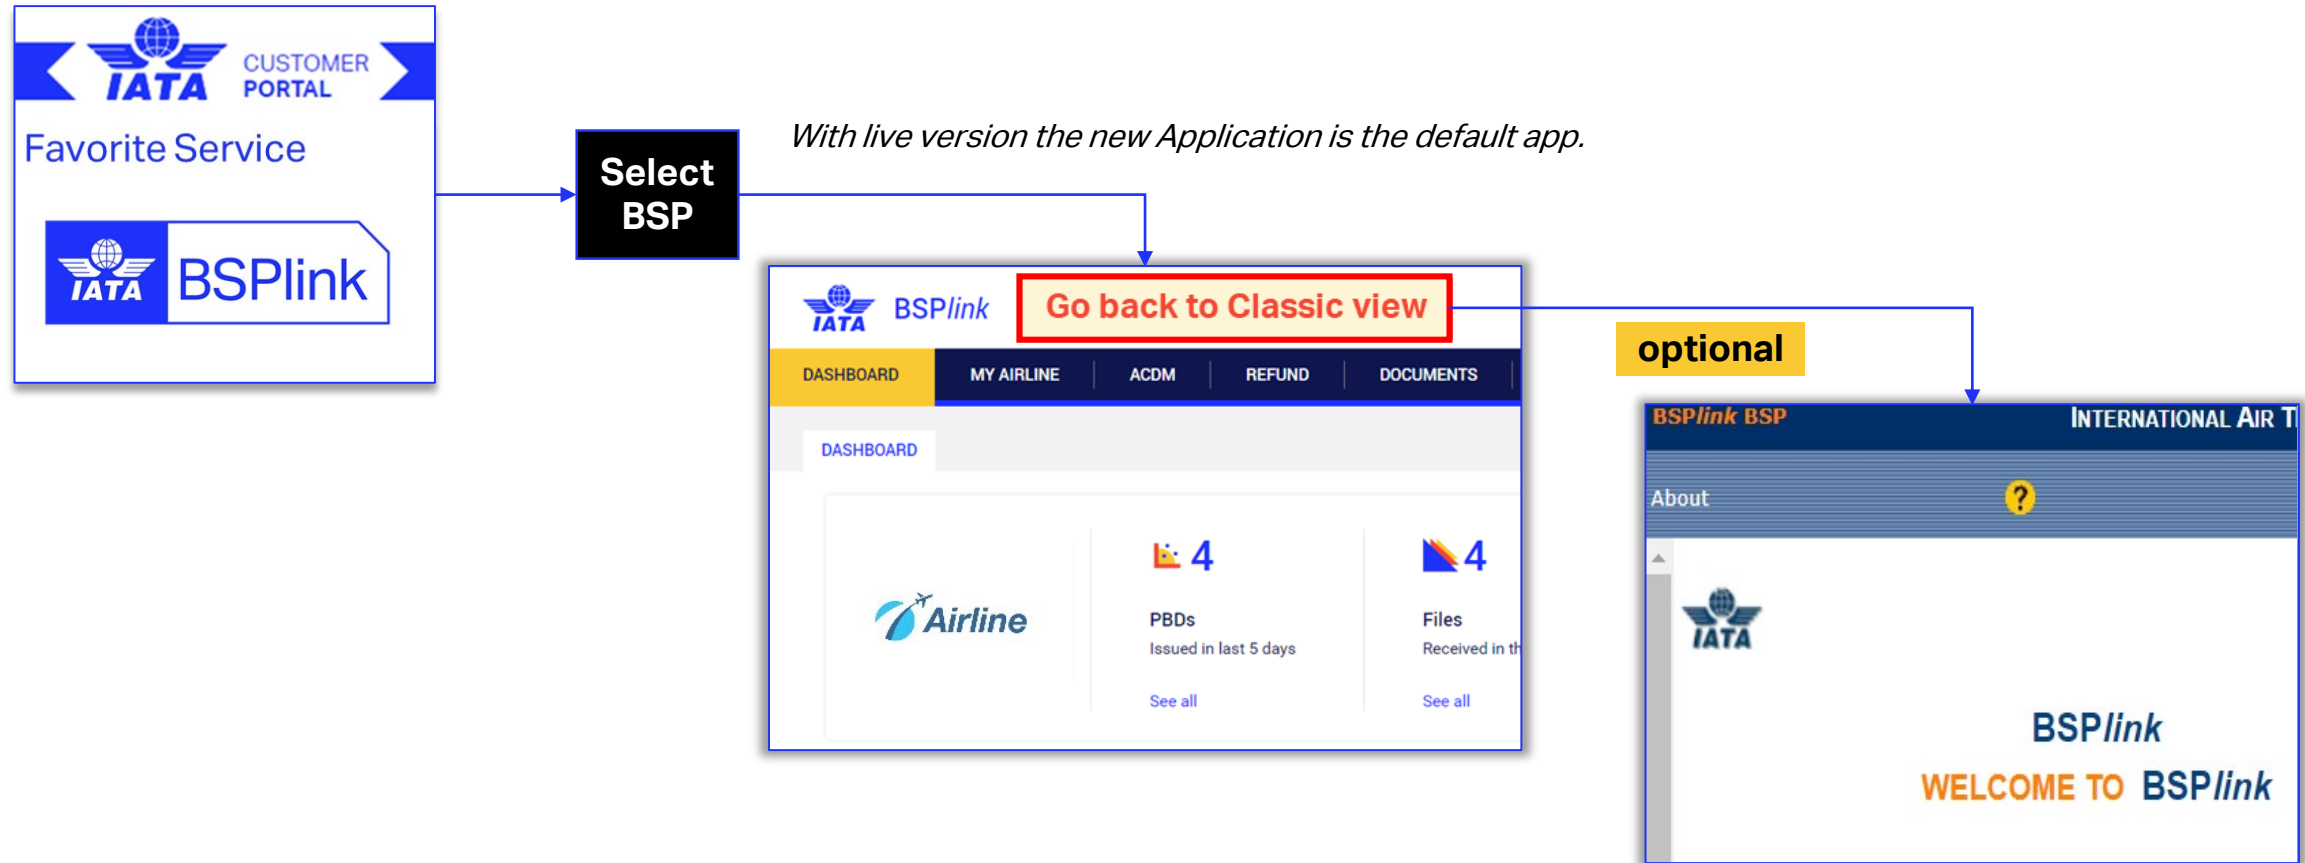 IATA
CUSTOMER
PORTAL
Favorite Service
IATA
BSPlink
Select
BSP
With live version the new Application is the default app.
IATA
BSPlink
Go back to Classic view
optional
DASHBOARD
MY AIRLINE
ACDM
REFUND
DOCUMENTS
DASHBOARD
Airline
4
PBDs
Issued in last 5 days
See all
4
Files
Received in th
See all
BSPlink BSP
INTERNATIONAL AIR T
About
?
IATA
BSPlink
WELCOME TO BSPlink